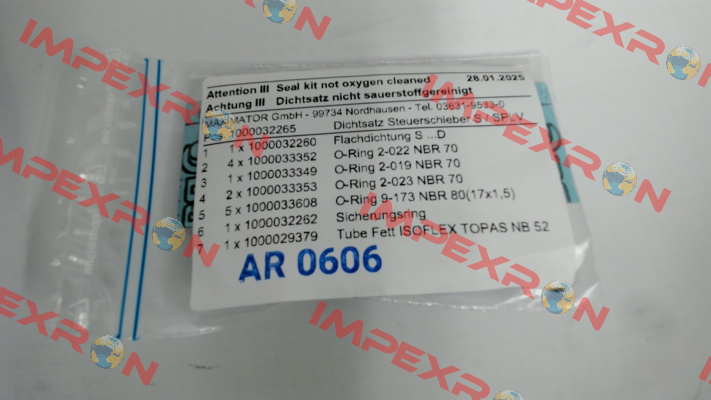 Attention !!! Seal kit not oxygen cleaned 28.01.2025
Achtung !!! Dichtsatz nicht sauerstoffgereinigt
MAXIMATOR GmbH - 99734 Nordhausen - Tel. 03631-9533-0
Pos 1000032265 Dichtsatz Steuerschieber S.. SP..V
1 1 x 1000032260 Flachdichtung S ...D
2 4 x 1000033352 O-Ring 2-022 NBR 70
3 1 x 1000033349 O-Ring 2-019 NBR 70
4 2 x 1000033353 O-Ring 2-023 NBR 70
5 5 x 1000033608 O-Ring 9-173 NBR 80(17x1,5)
6 1 x 1000032262 Sicherungsring
7 1 x 1000029379 Tube Fett ISOFLEX TOPAS NB 52
AR 0606
IMPEXRON
IMPEXRON
IMPEXRON
IMPEXRON
IMPEXRON
IMPEXRON